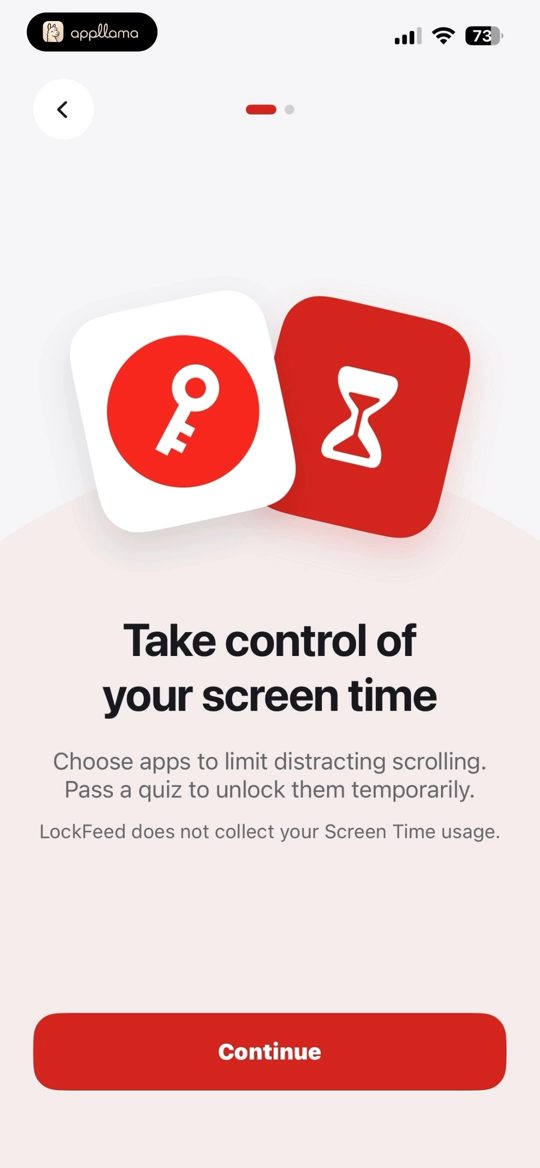 appllama
73
Take control of
your screen time
Choose apps to limit distracting scrolling.
Pass a quiz to unlock them temporarily.
LockFeed does not collect your Screen Time usage.
Continue